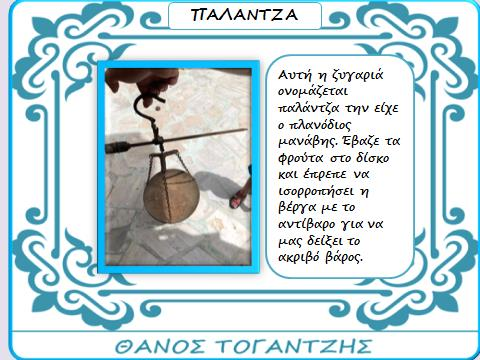 ΠΑΛΑΝΤΖΑ
Αυτή η ζυγαριά
ονομάζεται
παλάντζα την είχε
ο πλανόδιος
μανάβης. Έβαζε τα
φρούτα στο δίσκο
και έπρεπε να
ισορροπήσει η
βέργα με το
αντίβαρο για να
μας δείξει το
ακριβό βάρος.
ΘΑΝΟΣ ΤΟΓΑΝΤΖΗΣ